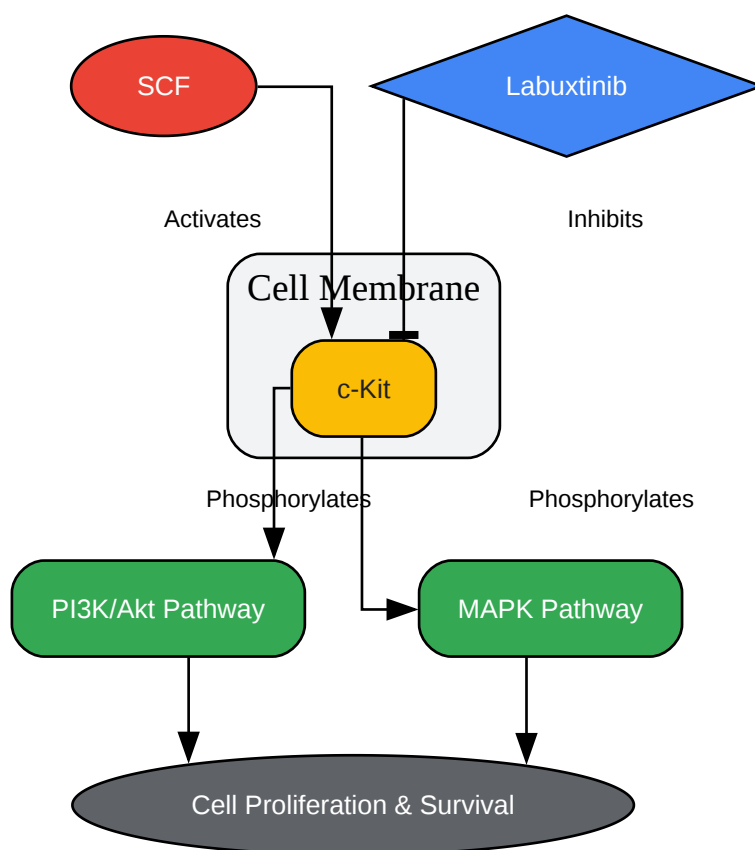 SCF
Labuxtinib
Activates
Inhibits
Cell Membrane
c-Kit
Phosphorylates
Phosphorylates
PI3K/Akt Pathway
MAPK Pathway
Cell Proliferation & Survival